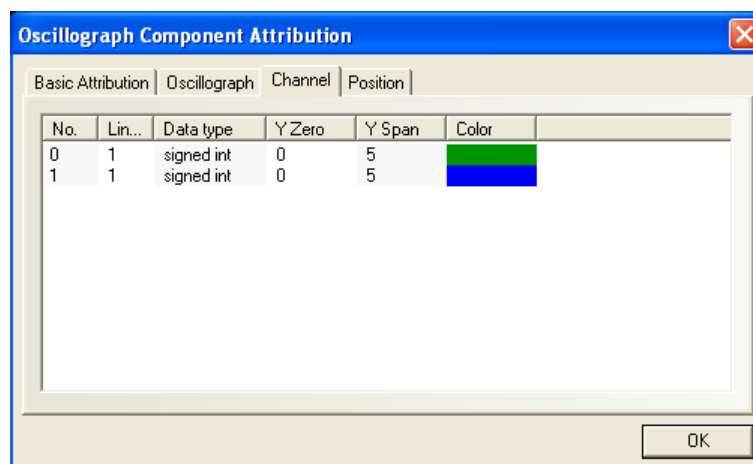 Oscillograph Component Attribution
Basic Attribution Oscillograph Channel Position
No. Lin... Data type Y Zero Y Span Color
0 1 signed int 0 5
1 1 signed int 0 5
OK